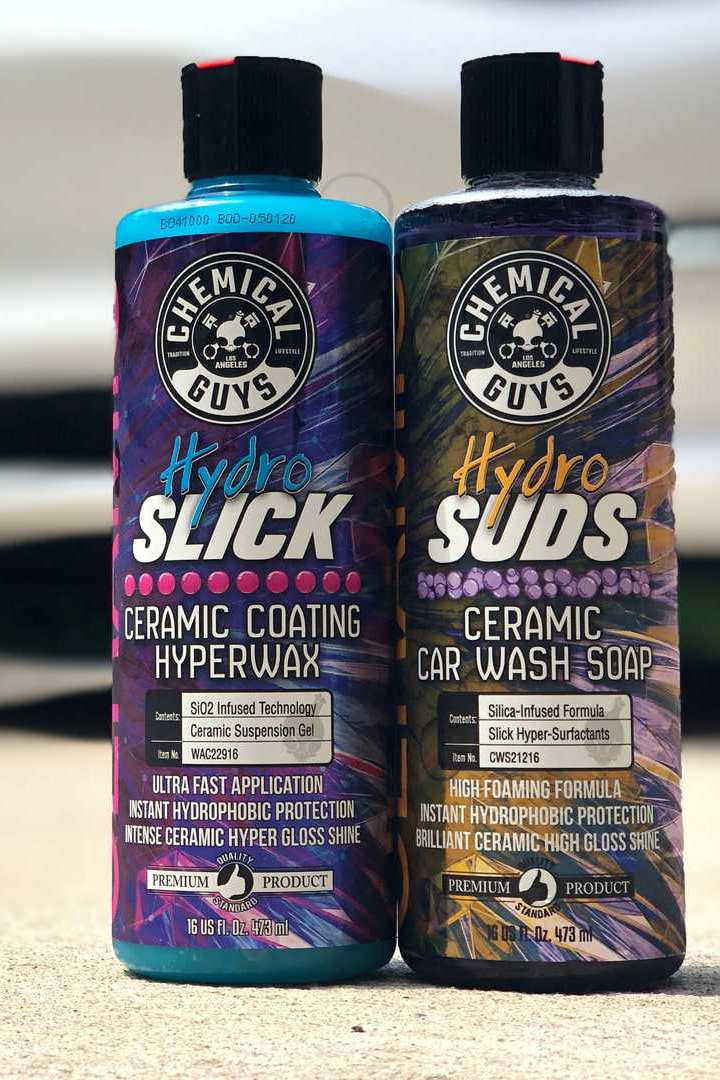 BD41000 BOD-050120
CHEMICAL
TRADITION
LIFESTYLE
LOS
ANGELES
GUYS
Hydro
SLICK
CERAMIC COATING
HYPERWAX
Contents:
SiO2 Infused Technology
Ceramic Suspension Gel
Item No.
WAC22916
ULTRA FAST APPLICATION
INSTANT HYDROPHOBIC PROTECTION
INTENSE CERAMIC HYPER GLOSS SHINE
QUALITY
PREMIUM PRODUCT
STANDARD
16 US fl. Oz. 473 ml
CHEMICAL
TRADITION
LIFESTYLE
LOS
ANGELES
GUYS
Hydro
SUDS
CERAMIC
CAR WASH SOAP
Contents:
Silica-Infused Formula
Slick Hyper-Surfactants
Item No.
CWS21216
HIGH FOAMING FORMULA
INSTANT HYDROPHOBIC PROTECTION
BRILLIANT CERAMIC HIGH GLOSS SHINE
QUALITY
PREMIUM PRODUCT
STANDARD
16 US fl. Oz. 473 ml